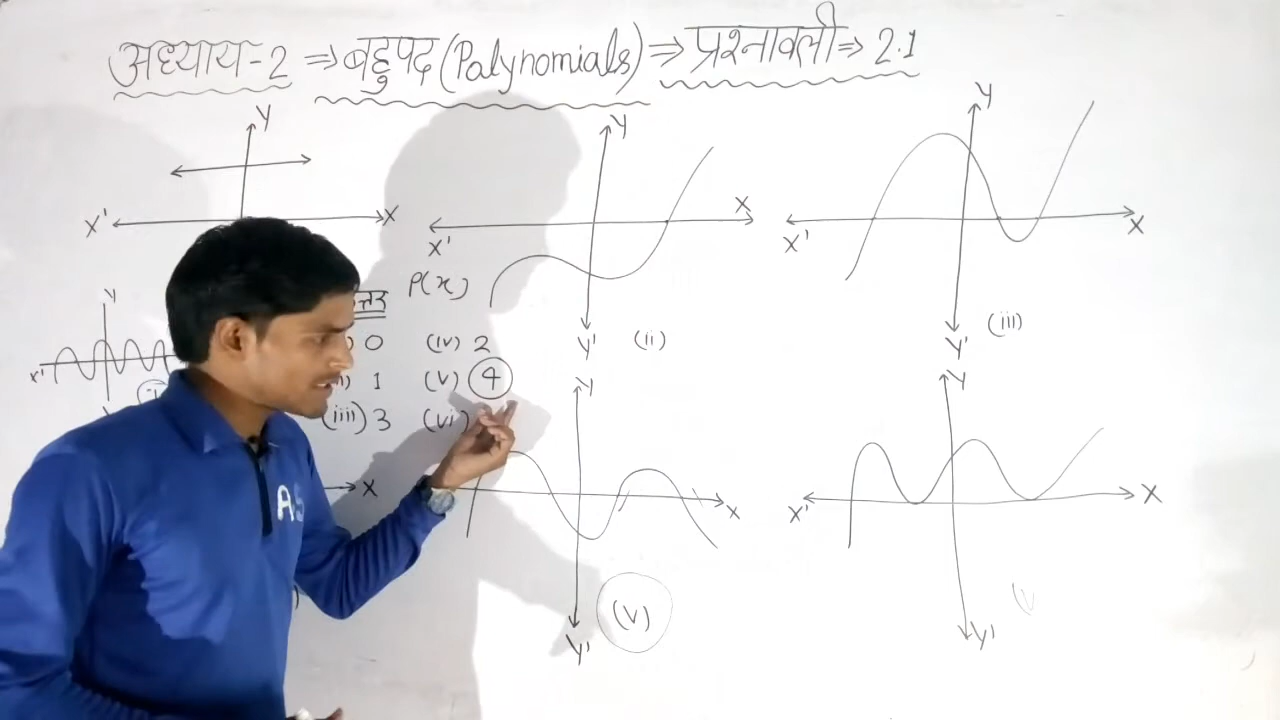 अध्याय-2 ⇒ बहुपद (Polynomials) ⇒ प्रश्नावली ⇒ 2.1
Y Y Y
X' X X' X X' X
P(x)
Y' (ii) Y' (iii)
Y
X'
0 (iv) 2
1 (v) 4
(iii) 3 (vi)
Y Y
X X X' X
AS
(v)
Y' Y'